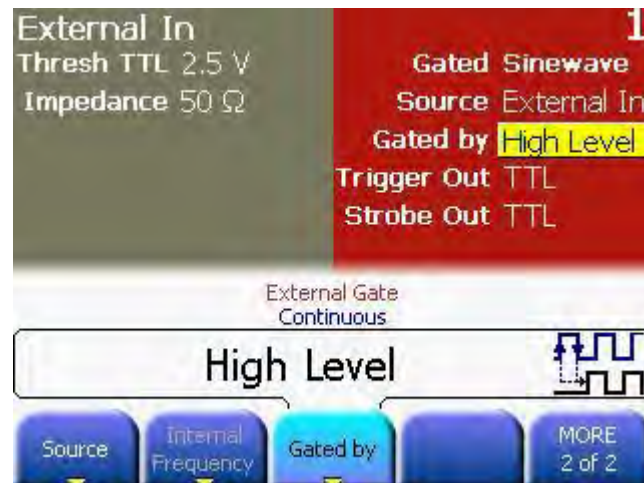 External In
Thresh TTL 2.5 V
Impedance 50 Ω
1
Gated Sinewave
Source External In
Gated by High Level
Trigger Out TTL
Strobe Out TTL
External Gate
Continuous
High Level
Source
Internal Frequency
Gated by
MORE
2 of 2